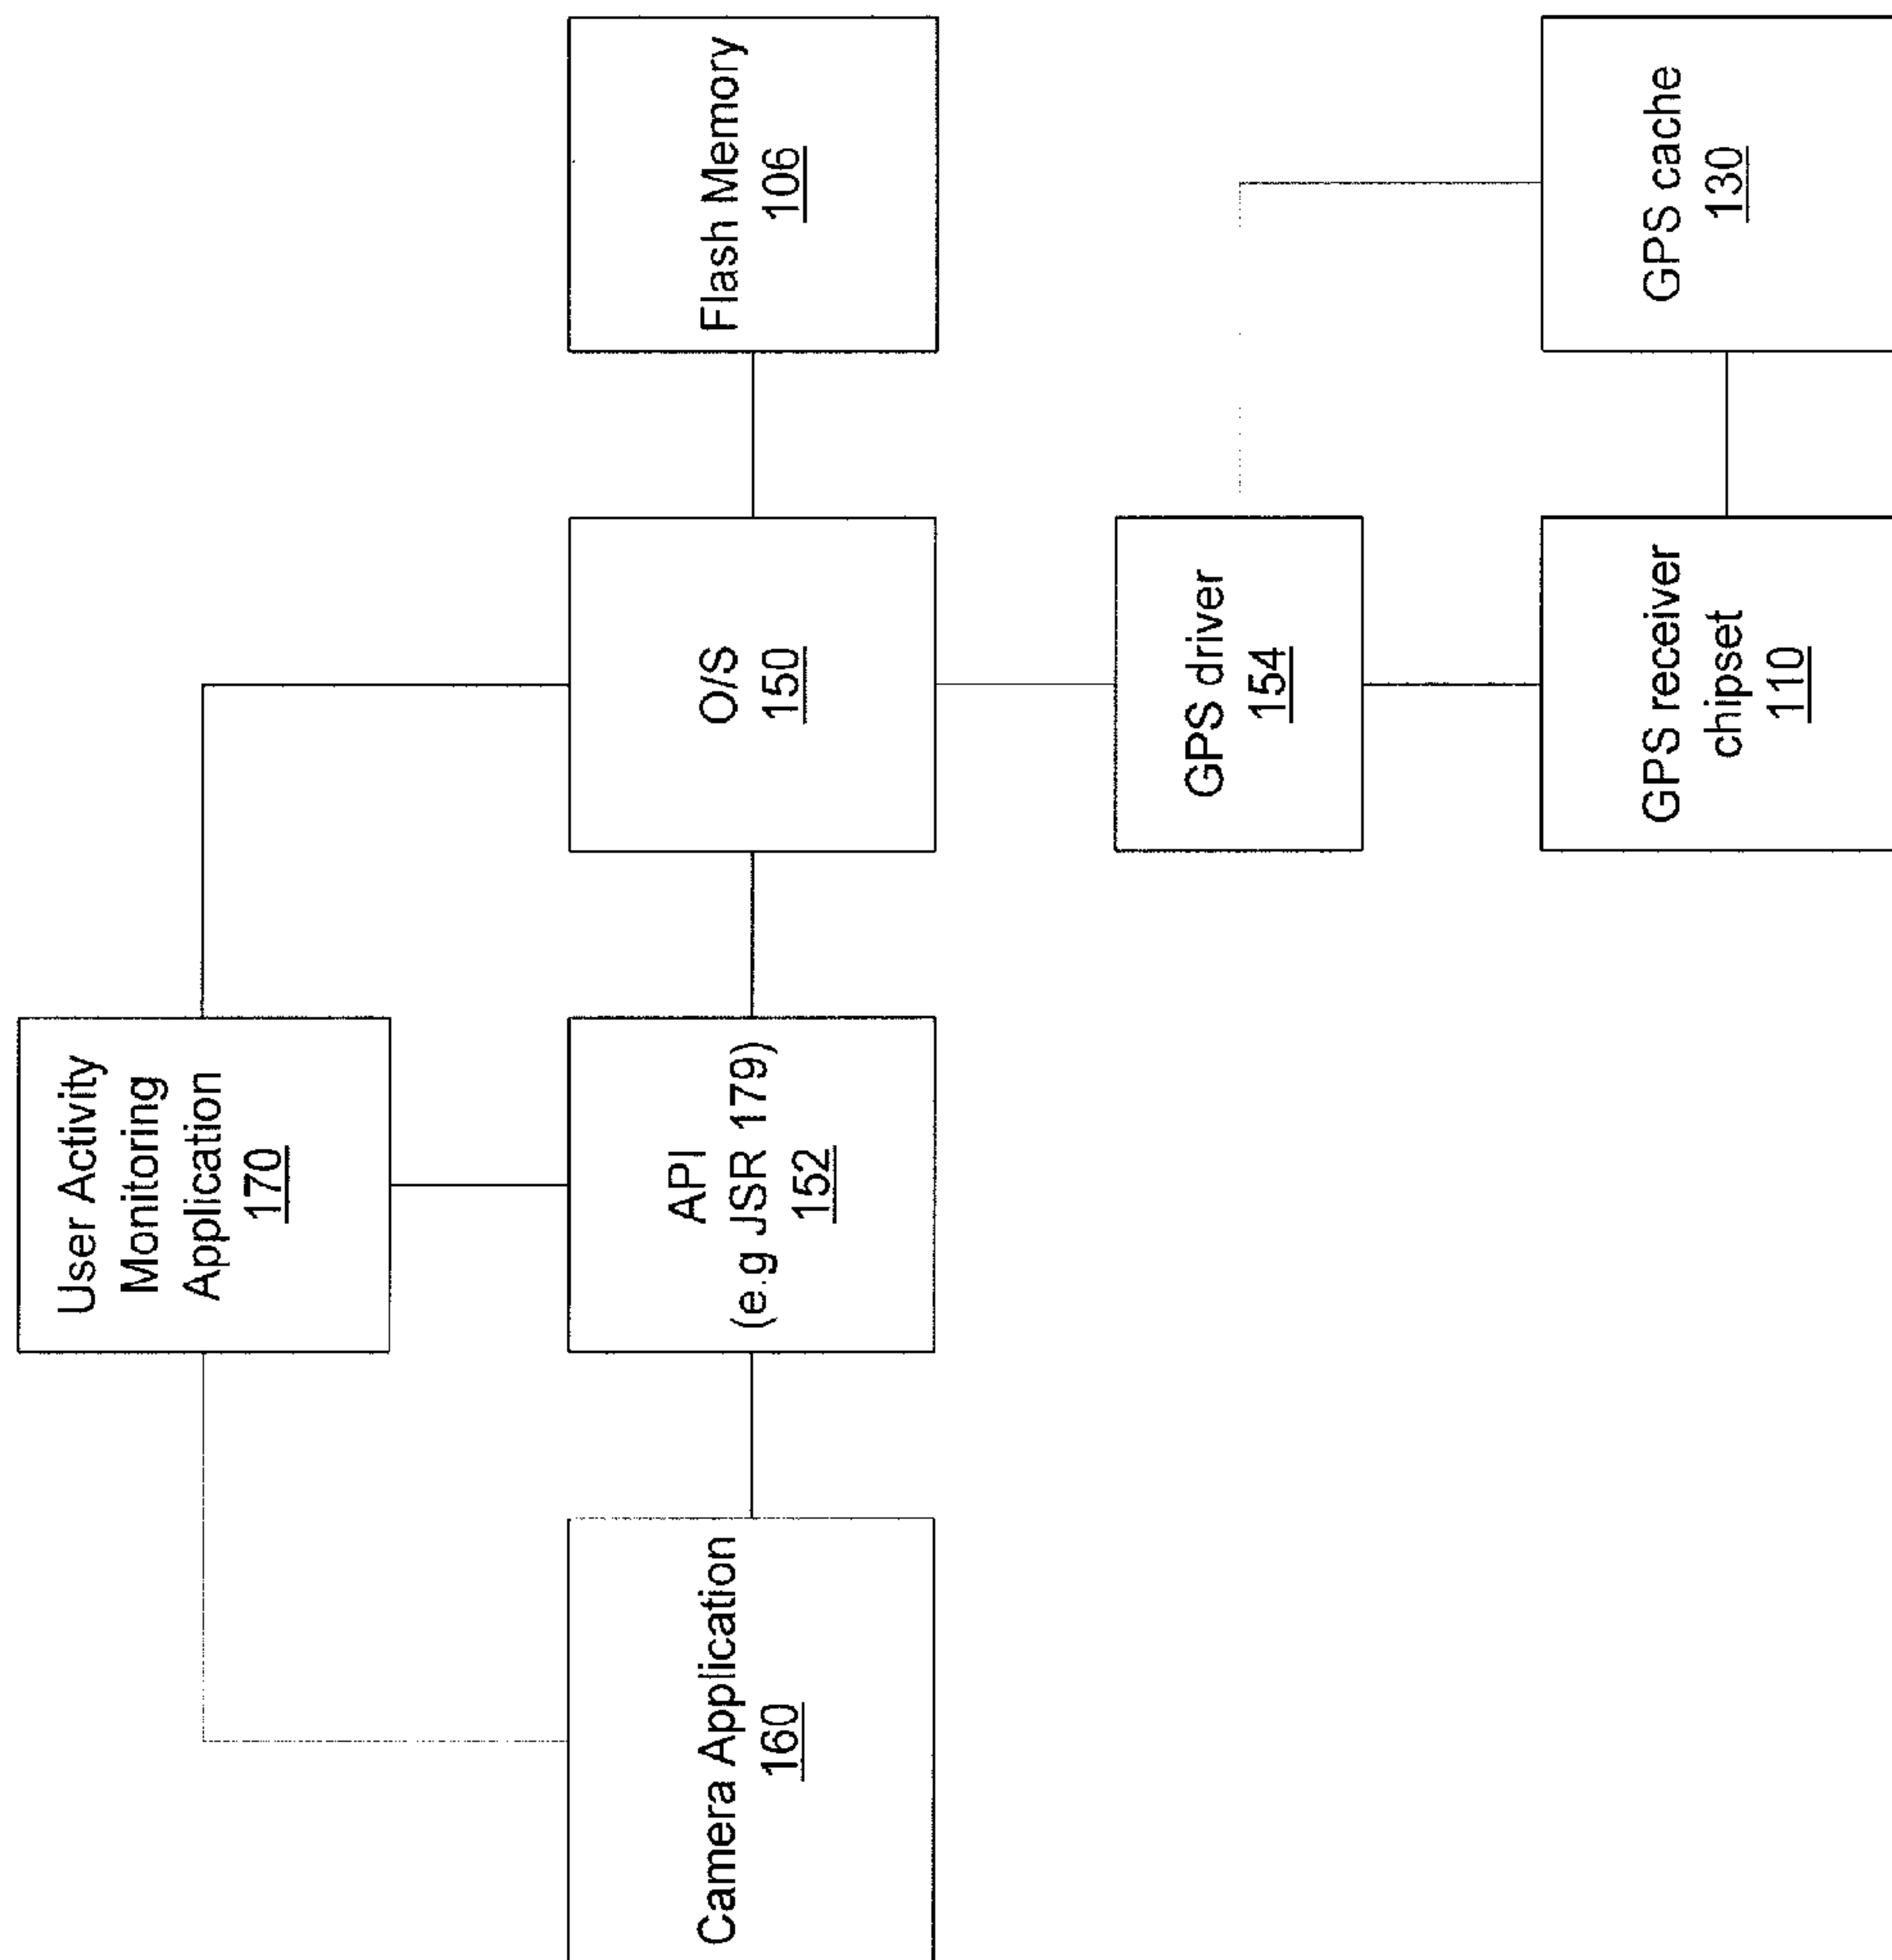 User Activity
Monitoring
Application
170
Camera Application
160
API
(e.g JSR 179)
152
O/S
150
Flash Memory
106
GPS driver
154
GPS receiver
chipset
110
GPS cache
130